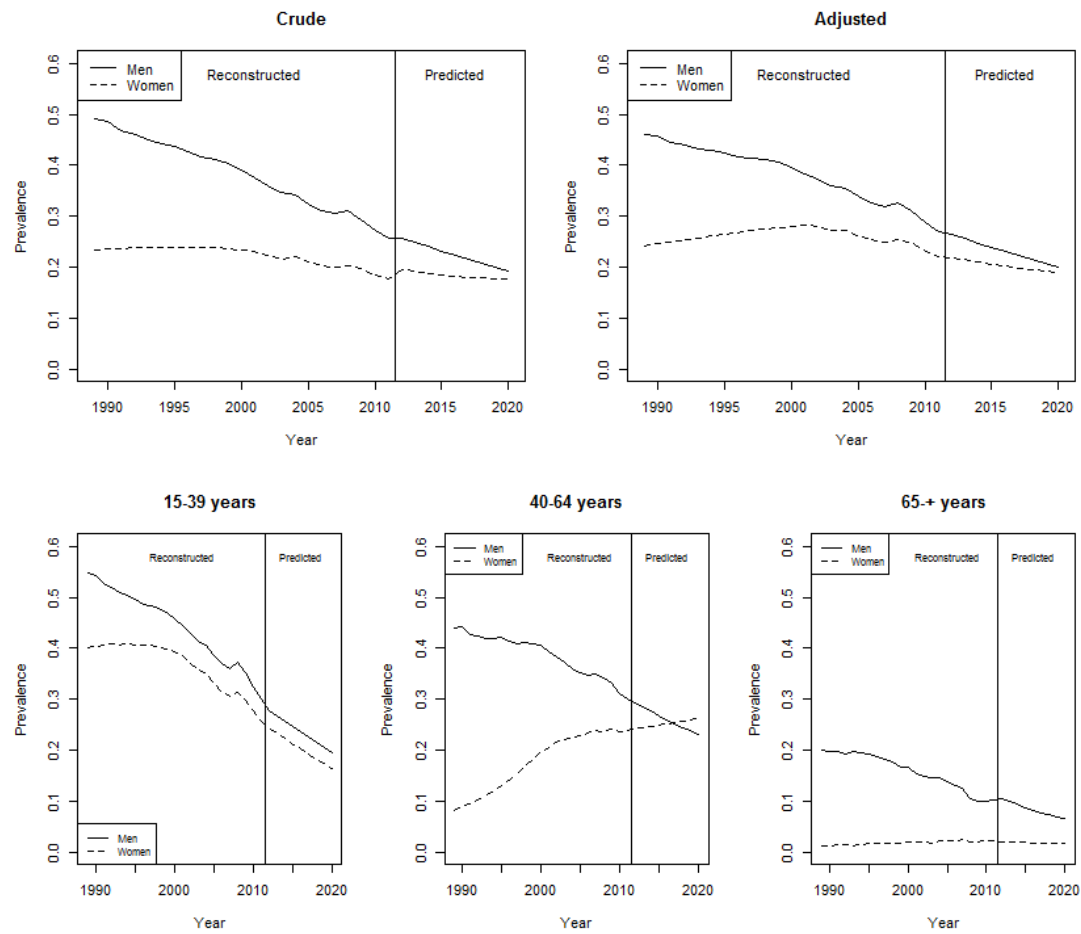 Crude
Men
Women
Reconstructed
Predicted
0.6
0.5
0.4
0.3
0.2
0.1
0.0
Prevalence
1990 1995 2000 2005 2010 2015 2020
Year
Adjusted
Men
Women
Reconstructed
Predicted
0.6
0.5
0.4
0.3
0.2
0.1
0.0
Prevalence
1990 1995 2000 2005 2010 2015 2020
Year
15-39 years
Reconstructed
Predicted
0.6
0.5
0.4
0.3
0.2
0.1
0.0
Prevalence
Men
Women
1990 2000 2010 2020
Year
40-64 years
Men
Women
Reconstructed
Predicted
0.6
0.5
0.4
0.3
0.2
0.1
0.0
Prevalence
1990 2000 2010 2020
Year
65-+ years
Men
Women
Reconstructed
Predicted
0.6
0.5
0.4
0.3
0.2
0.1
0.0
Prevalence
1990 2000 2010 2020
Year